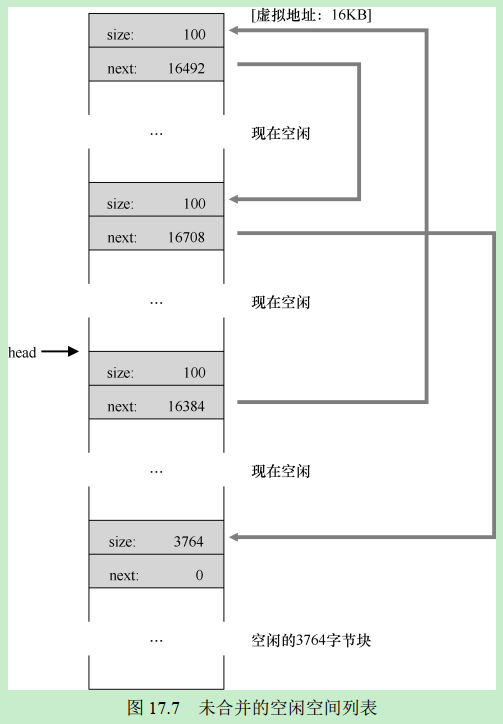 [虚拟地址：16KB]
size: 100
next: 16492
... 现在空闲
size: 100
next: 16708
... 现在空闲
head
size: 100
next: 16384
... 现在空闲
size: 3764
next: 0
... 空闲的3764字节块
图 17.7 未合并的空闲空间列表